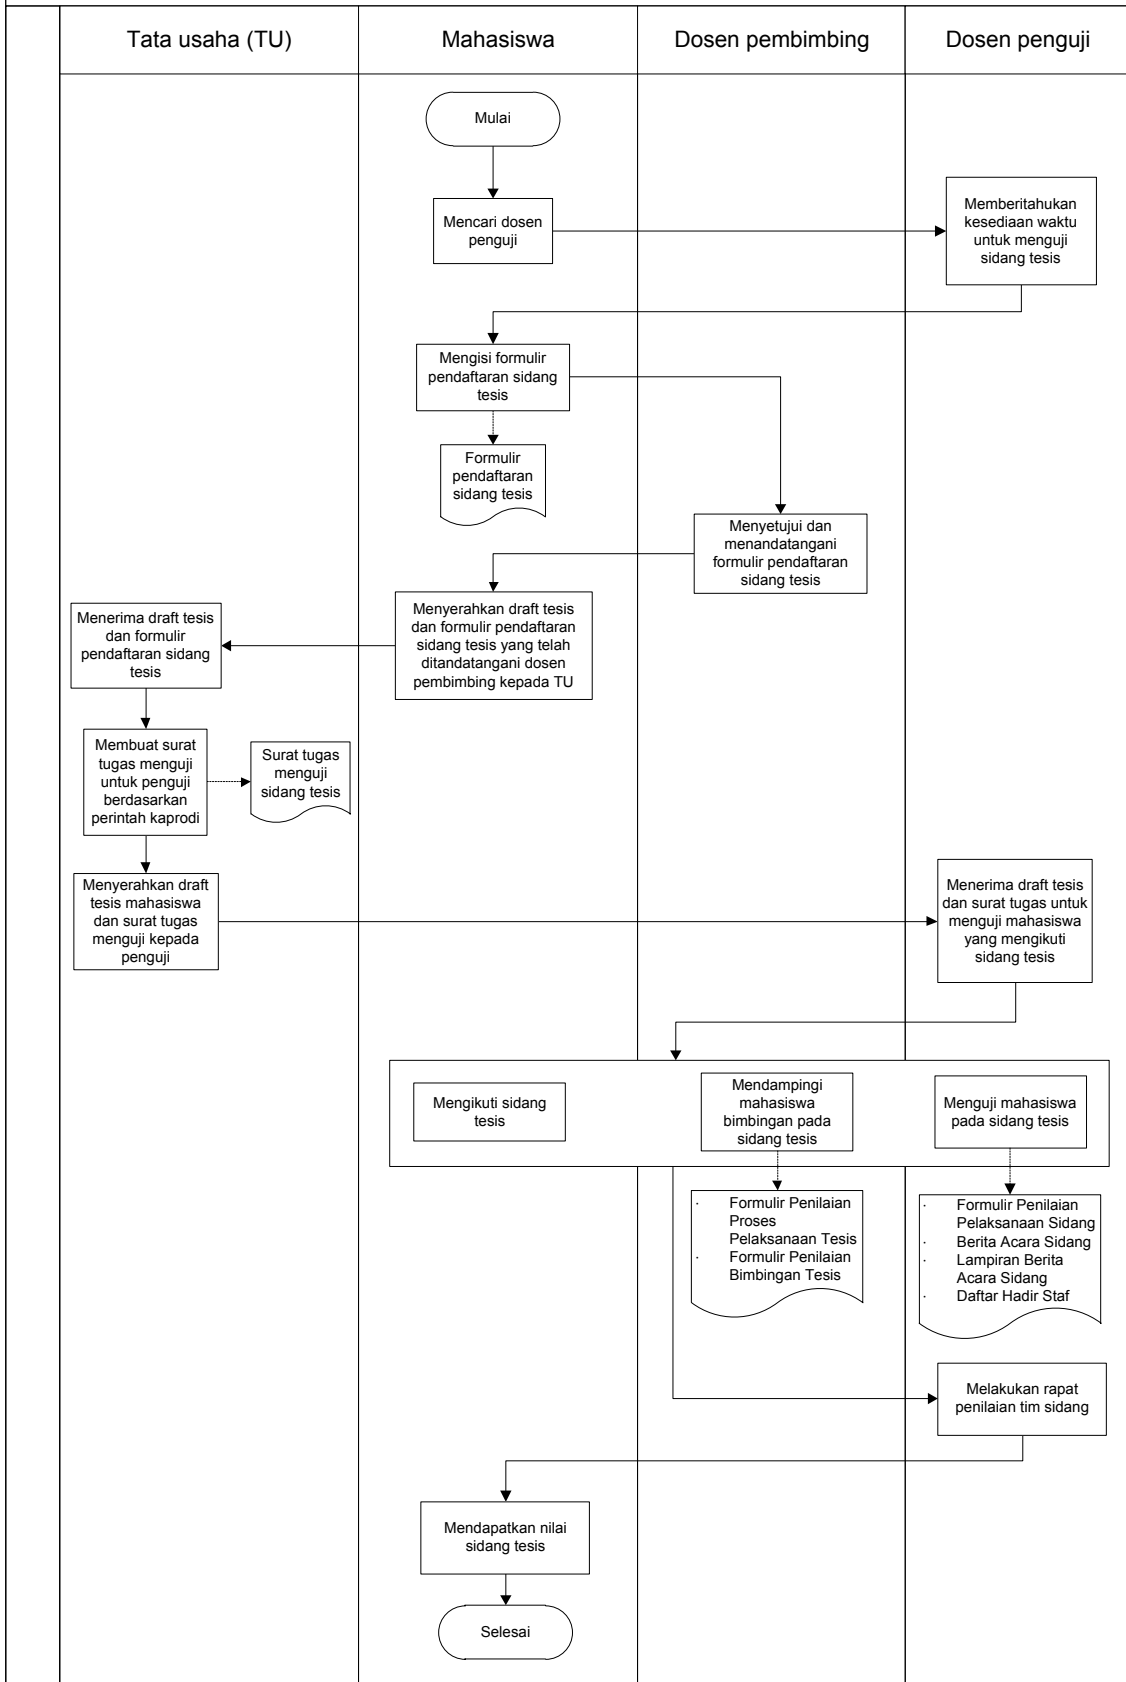 Tata usaha (TU)
Mahasiswa
Dosen pembimbing
Dosen penguji
Mulai
Mencari dosen
penguji
Memberitahukan
kesediaan waktu
untuk menguji
sidang tesis
Mengisi formulir
pendaftaran sidang
tesis
Formulir
pendaftaran
sidang tesis
Menyetujui dan
menandatangani
formulir pendaftaran
sidang tesis
Menyerahkan draft tesis
dan formulir pendaftaran
sidang tesis yang telah
ditandatangani dosen
pembimbing kepada TU
Menerima draft tesis
dan formulir
pendaftaran sidang
tesis
Membuat surat
tugas menguji
untuk penguji
berdasarkan
perintah kaprodi
Surat tugas
menguji
sidang tesis
Menyerahkan draft
tesis mahasiswa
dan surat tugas
menguji kepada
penguji
Menerima draft tesis
dan surat tugas untuk
menguji mahasiswa
yang mengikuti
sidang tesis
Mengikuti sidang
tesis
Mendampingi
mahasiswa
bimbingan pada
sidang tesis
Menguji mahasiswa
pada sidang tesis
· Formulir Penilaian
Proses
Pelaksanaan Tesis
· Formulir Penilaian
Bimbingan Tesis
· Formulir Penilaian
Pelaksanaan Sidang
· Berita Acara Sidang
· Lampiran Berita
Acara Sidang
· Daftar Hadir Staf
Melakukan rapat
penilaian tim sidang
Mendapatkan nilai
sidang tesis
Selesai